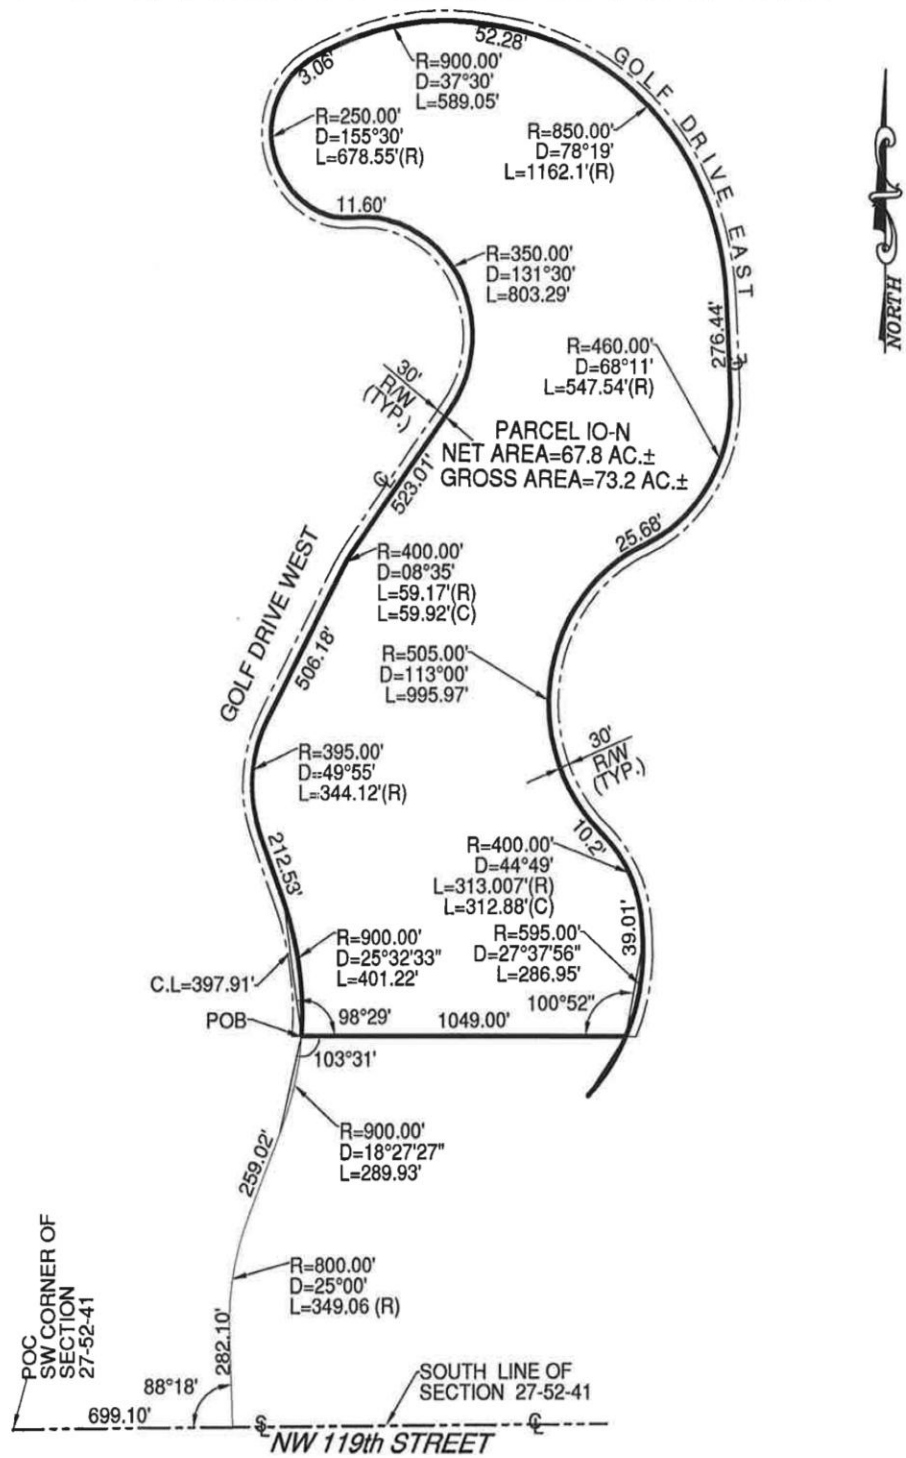 52.28'
GOLF DRIVE EAST
3.06'
R=900.00'
D=37°30'
L=589.05'
R=250.00'
D=155°30'
L=678.55'(R)
R=850.00'
D=78°19'
L=1162.1'(R)
11.60'
R=350.00'
D=131°30'
L=803.29'
NORTH
276.44'
R=460.00'
D=68°11'
L=547.54'(R)
30'
R/W
(TYP.)
PARCEL IO-N
NET AREA=67.8 AC.±
GROSS AREA=73.2 AC.±
523.01'
25.68'
R=400.00'
D=08°35'
L=59.17'(R)
L=59.92'(C)
GOLF DRIVE WEST
506.18'
R=505.00'
D=113°00'
L=995.97'
30'
R/W
(TYP.)
R=395.00'
D=49°55'
L=344.12'(R)
10.2'
212.53'
R=400.00'
D=44°49'
L=313.007'(R)
L=312.88'(C)
39.01'
R=900.00'
D=25°32'33"
L=401.22'
R=595.00'
D=27°37'56"
L=286.95'
C.L=397.91'
100°52"
POB
98°29'
1049.00'
103°31'
R=900.00'
D=18°27'27"
L=289.93'
259.02'
R=800.00'
D=25°00'
L=349.06 (R)
282.10'
POC
SW CORNER OF
SECTION
27-52-41
88°18'
699.10'
SOUTH LINE OF
SECTION 27-52-41
NW 119th STREET